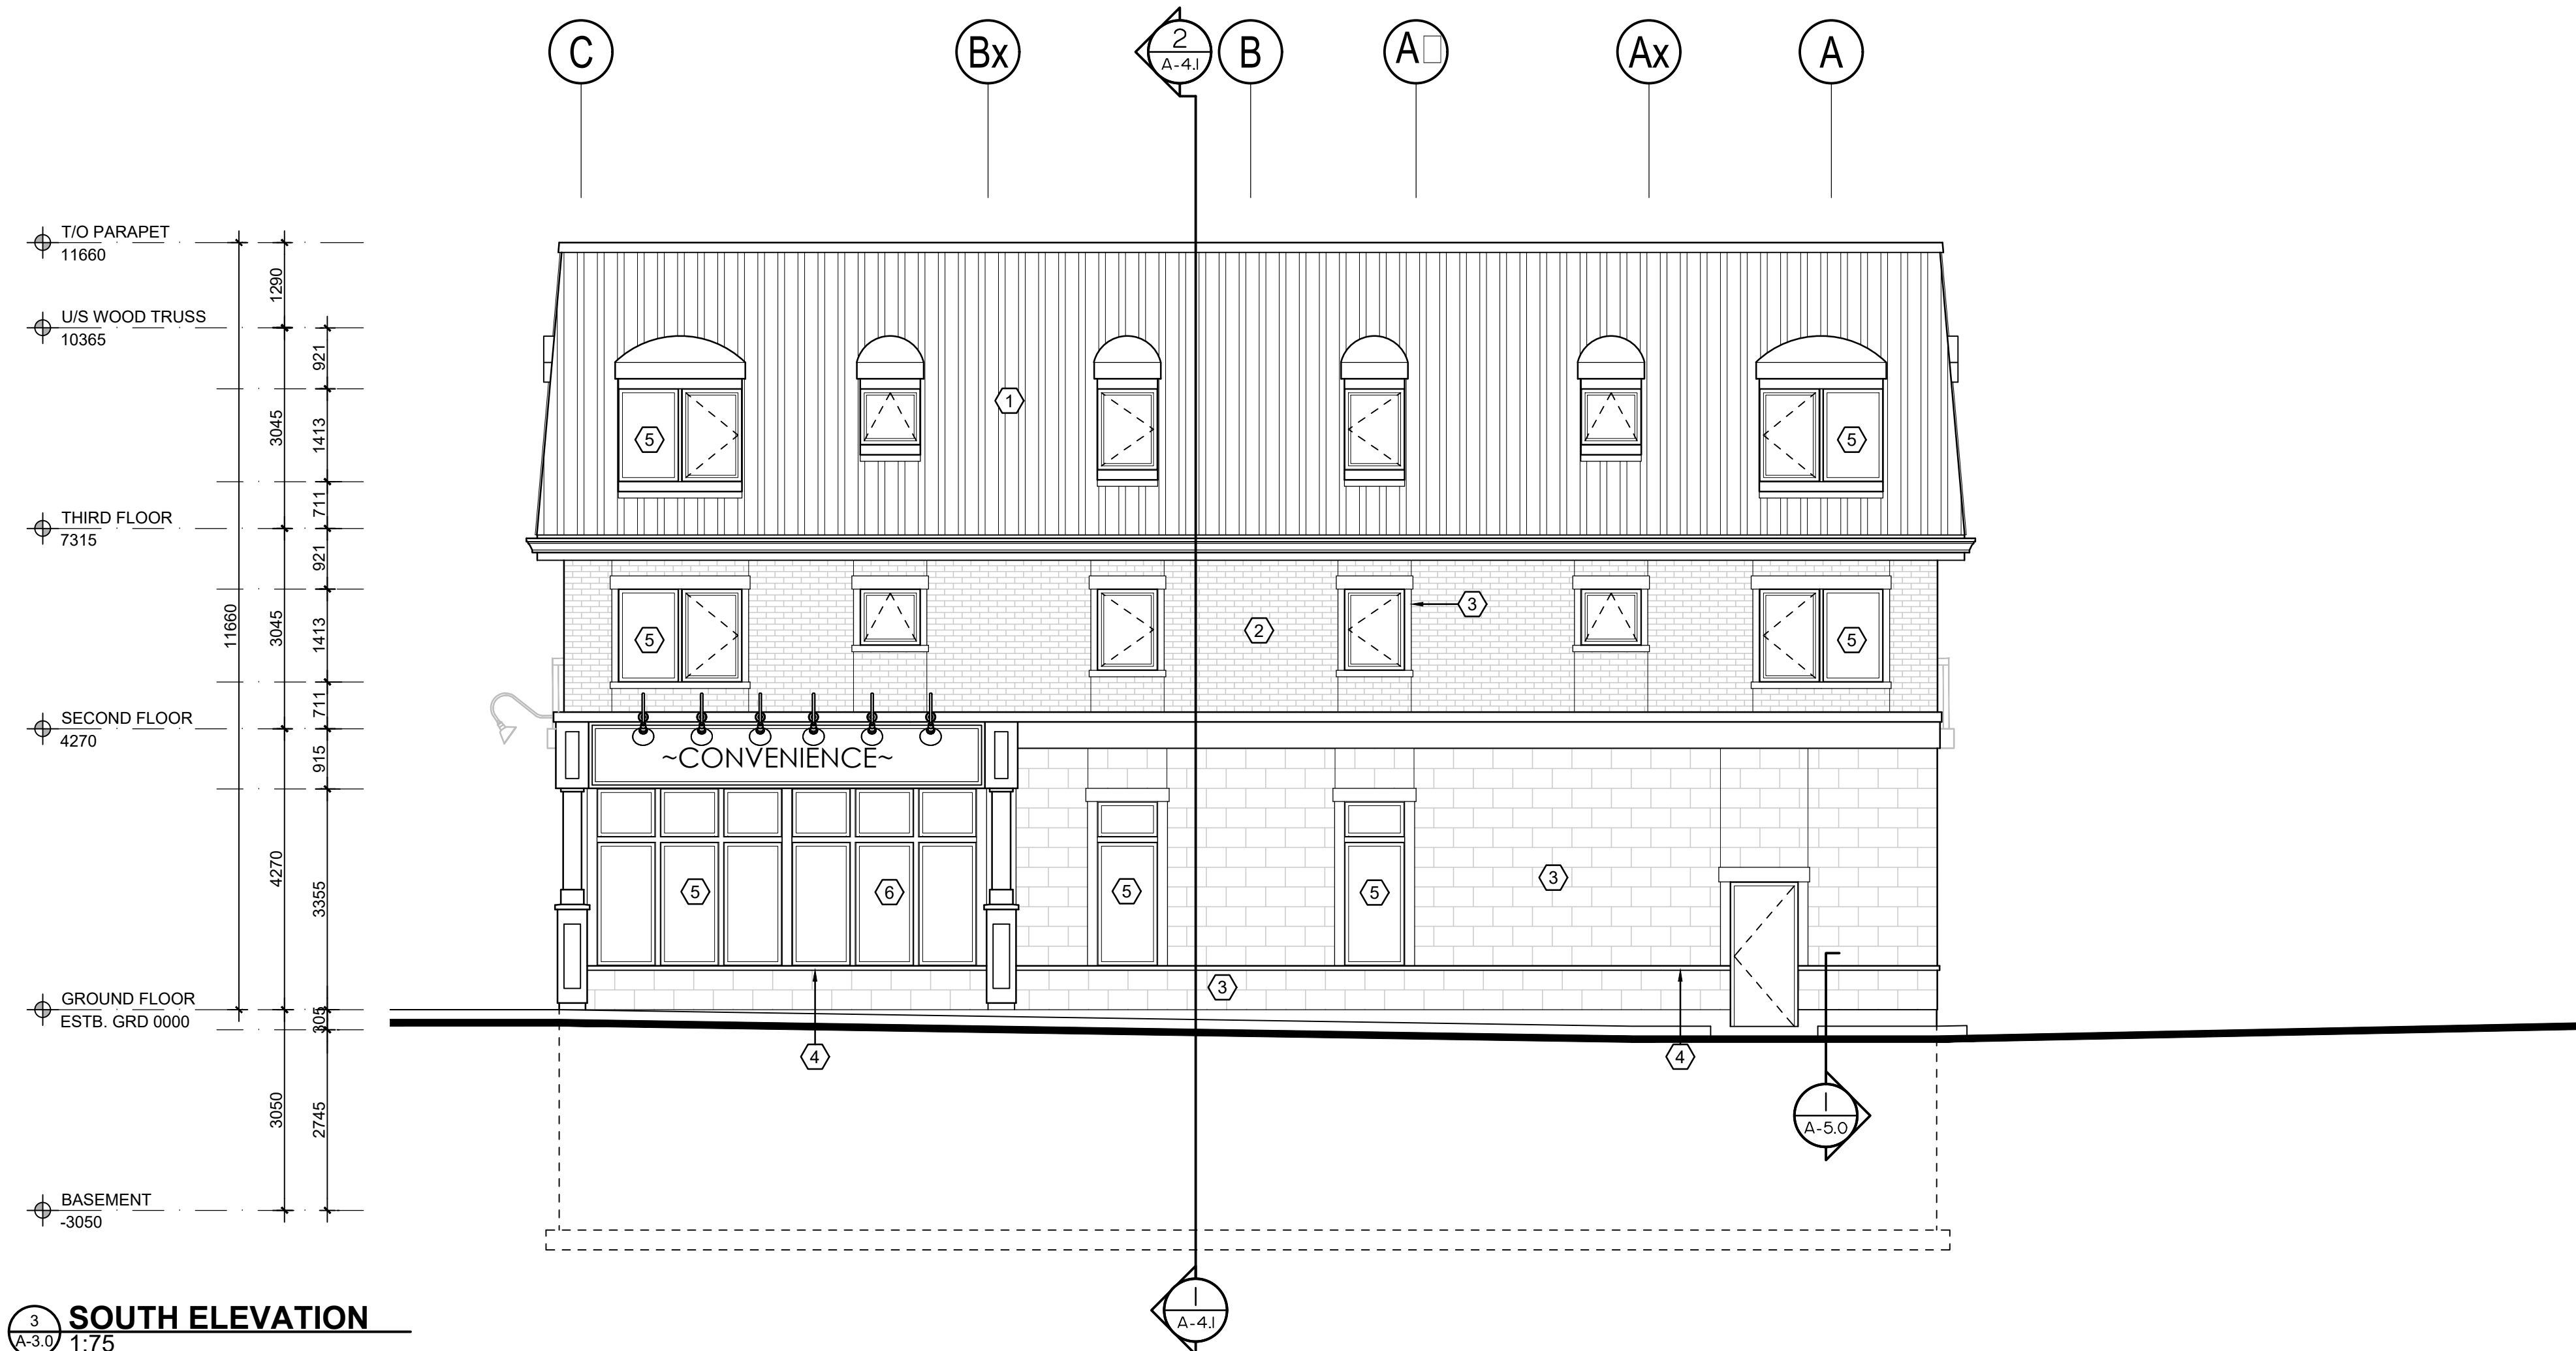 C
Bx
2
A-4.1
B
A
Ax
A
T/O PARAPET
11660
1290
U/S WOOD TRUSS
10365
921
3045
1413
711
1
5
5
THIRD FLOOR
7315
921
11660
3045
1413
711
5
2
3
5
SECOND FLOOR
4270
915
~CONVENIENCE~
4270
3355
5
6
5
5
3
3
GROUND FLOOR
ESTB. GRD 0000
305
4
4
3050
2745
1
A-5.0
BASEMENT
-3050
1
A-4.1
3
A-3.0
SOUTH ELEVATION
1:75